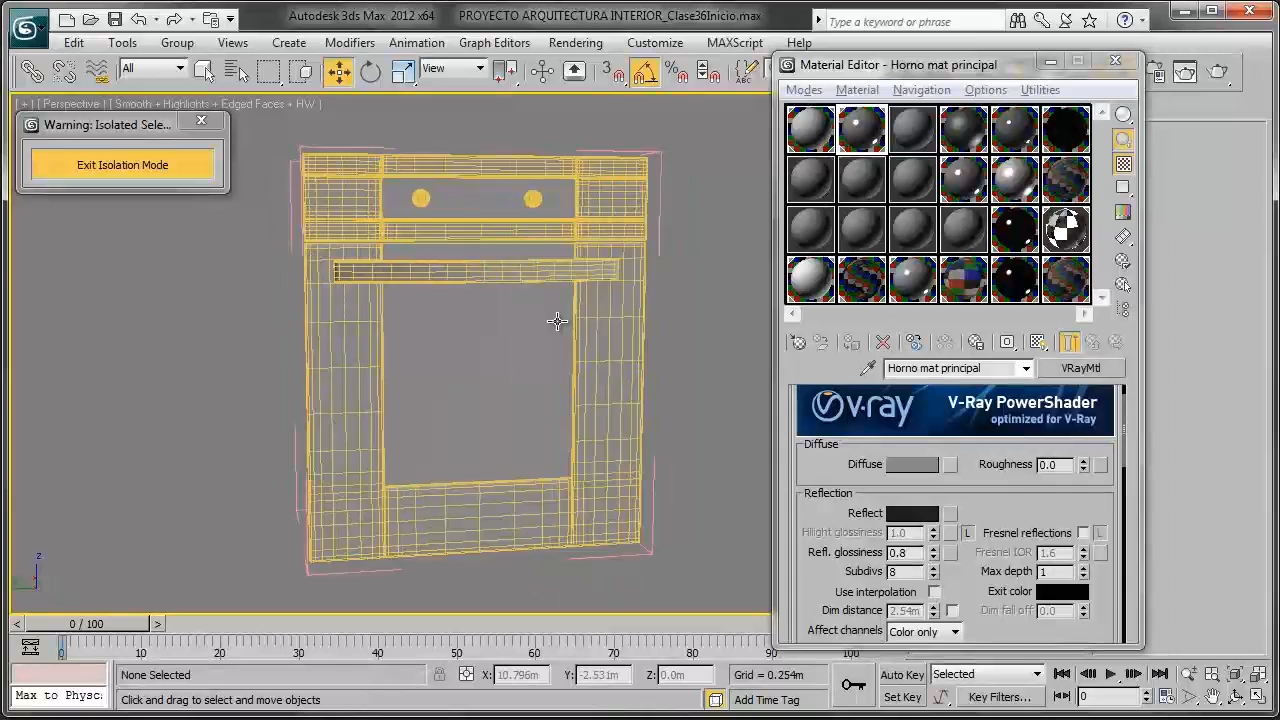 Autodesk 3ds Max 2012 x64 PROYECTO ARQUITECTURA INTERIOR_Clase36Inicio.max
Type a keyword or phrase
Edit Tools Group Views Create Modifiers Animation Graph Editors Rendering Customize MAXScript Help
All
View
3
[ + ] [ Perspective ] [ Smooth + Highlights + Edged Faces + HW ]
Warning: Isolated Sele...
Exit Isolation Mode
Material Editor - Horno mat principal
Modes Material Navigation Options Utilities
Horno mat principal
VRayMtl
v·ray
V-Ray PowerShader
optimized for V-Ray
Diffuse
Diffuse
Roughness 0.0
Reflection
Reflect
Hilight glossiness 1.0 L Fresnel reflections L
Refl. glossiness 0.8 Fresnel IOR 1.6
Subdivs 8 Max depth 1
Use interpolation Exit color
Dim distance 2.54m Dim fall off 0.0
Affect channels Color only
z
< 0 / 100 >
0 10 20 30 40 50 60 70 80 90 100
None Selected X: 10.796m Y: -2.531m Z: 0.0m Grid = 0.254m Auto Key Selected
Max to Physc: Click and drag to select and move objects Add Time Tag Set Key Key Filters... 0